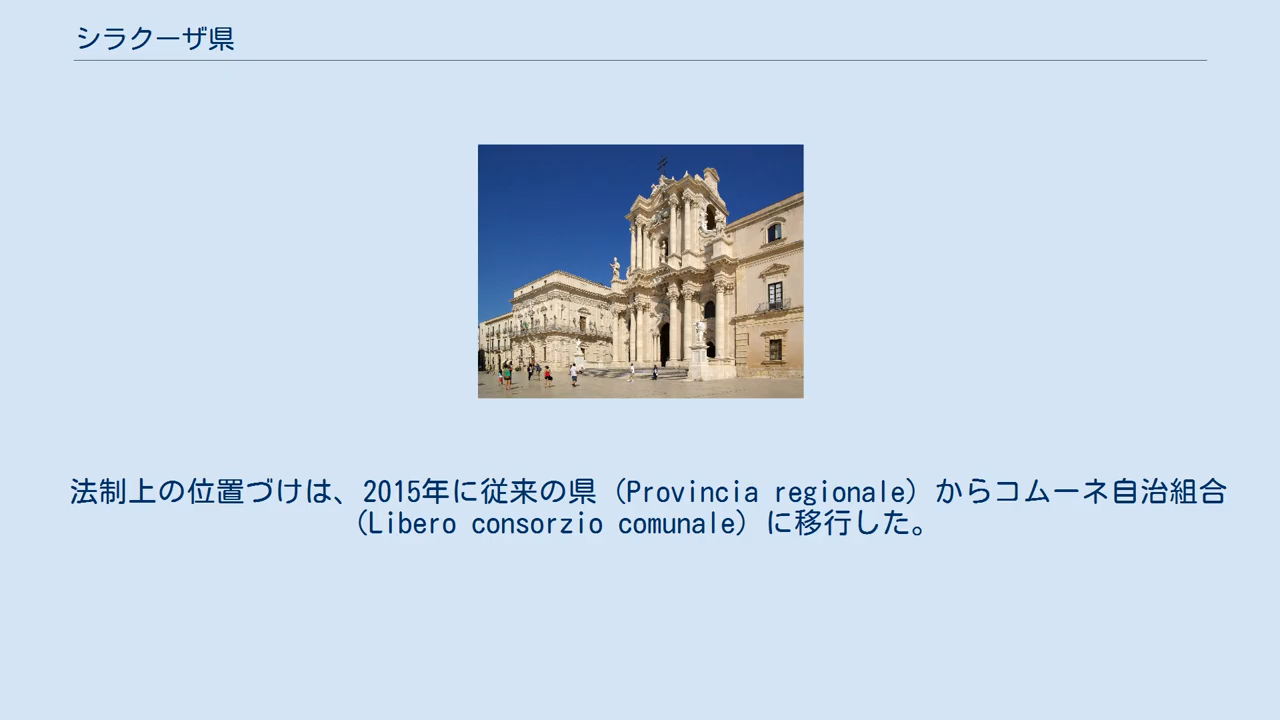 シラクーザ県
法制上の位置づけは、2015年に従来の県（Provincia regionale）からコムーネ自治組合
（Libero consorzio comunale）に移行した。